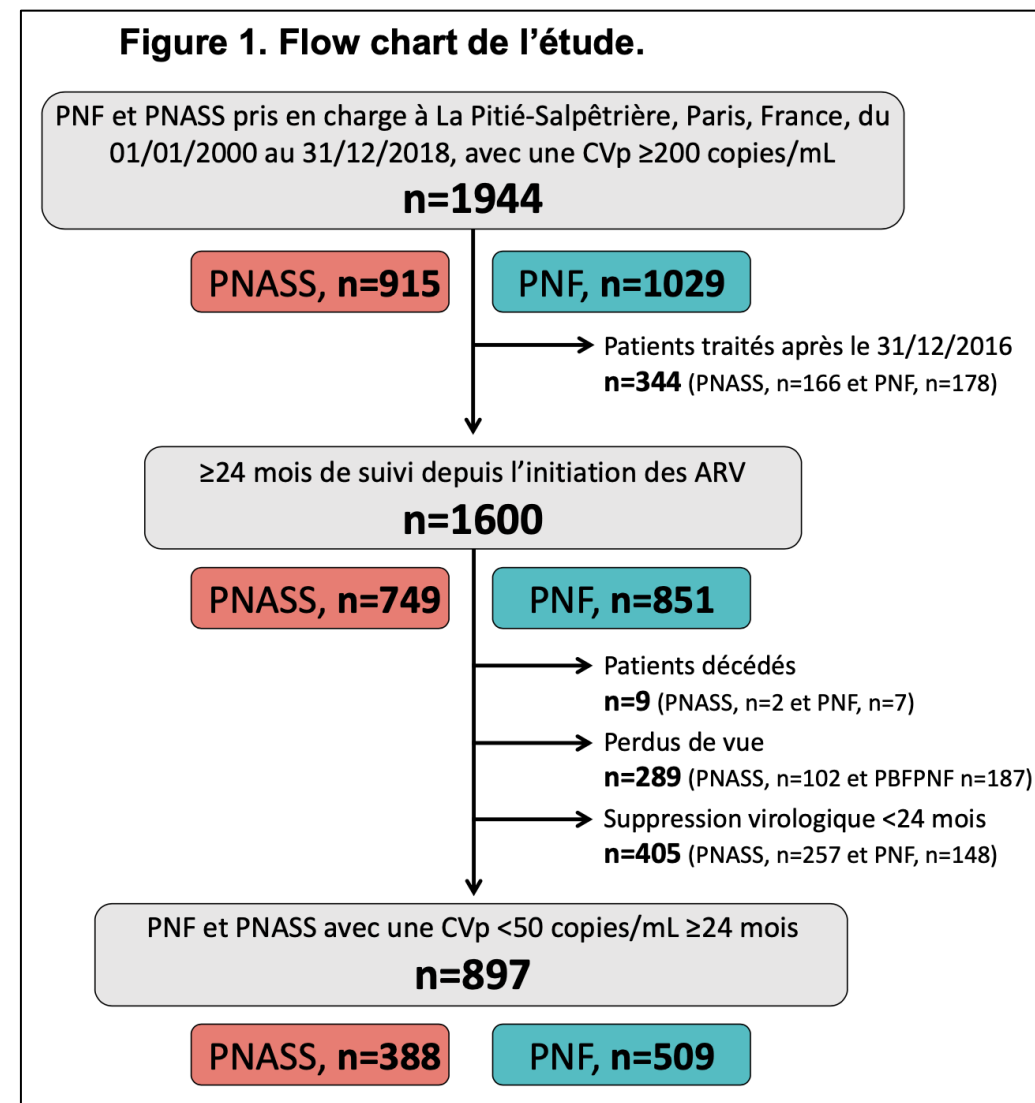 Figure 1. Flow chart de l'étude.
PNF et PNASS pris en charge à La Pitié-Salpêtrière, Paris, France, du
01/01/2000 au 31/12/2018, avec une CVp ≥200 copies/mL
n=1944
PNASS, n=915
PNF, n=1029
Patients traités après le 31/12/2016
n=344 (PNASS, n=166 et PNF, n=178)
≥24 mois de suivi depuis l'initiation des ARV
n=1600
PNASS, n=749
PNF, n=851
Patients décédés
n=9 (PNASS, n=2 et PNF, n=7)
Perdus de vue
n=289 (PNASS, n=102 et PBFPNF n=187)
Suppression virologique <24 mois
n=405 (PNASS, n=257 et PNF, n=148)
PNF et PNASS avec une CVp <50 copies/mL ≥24 mois
n=897
PNASS, n=388
PNF, n=509